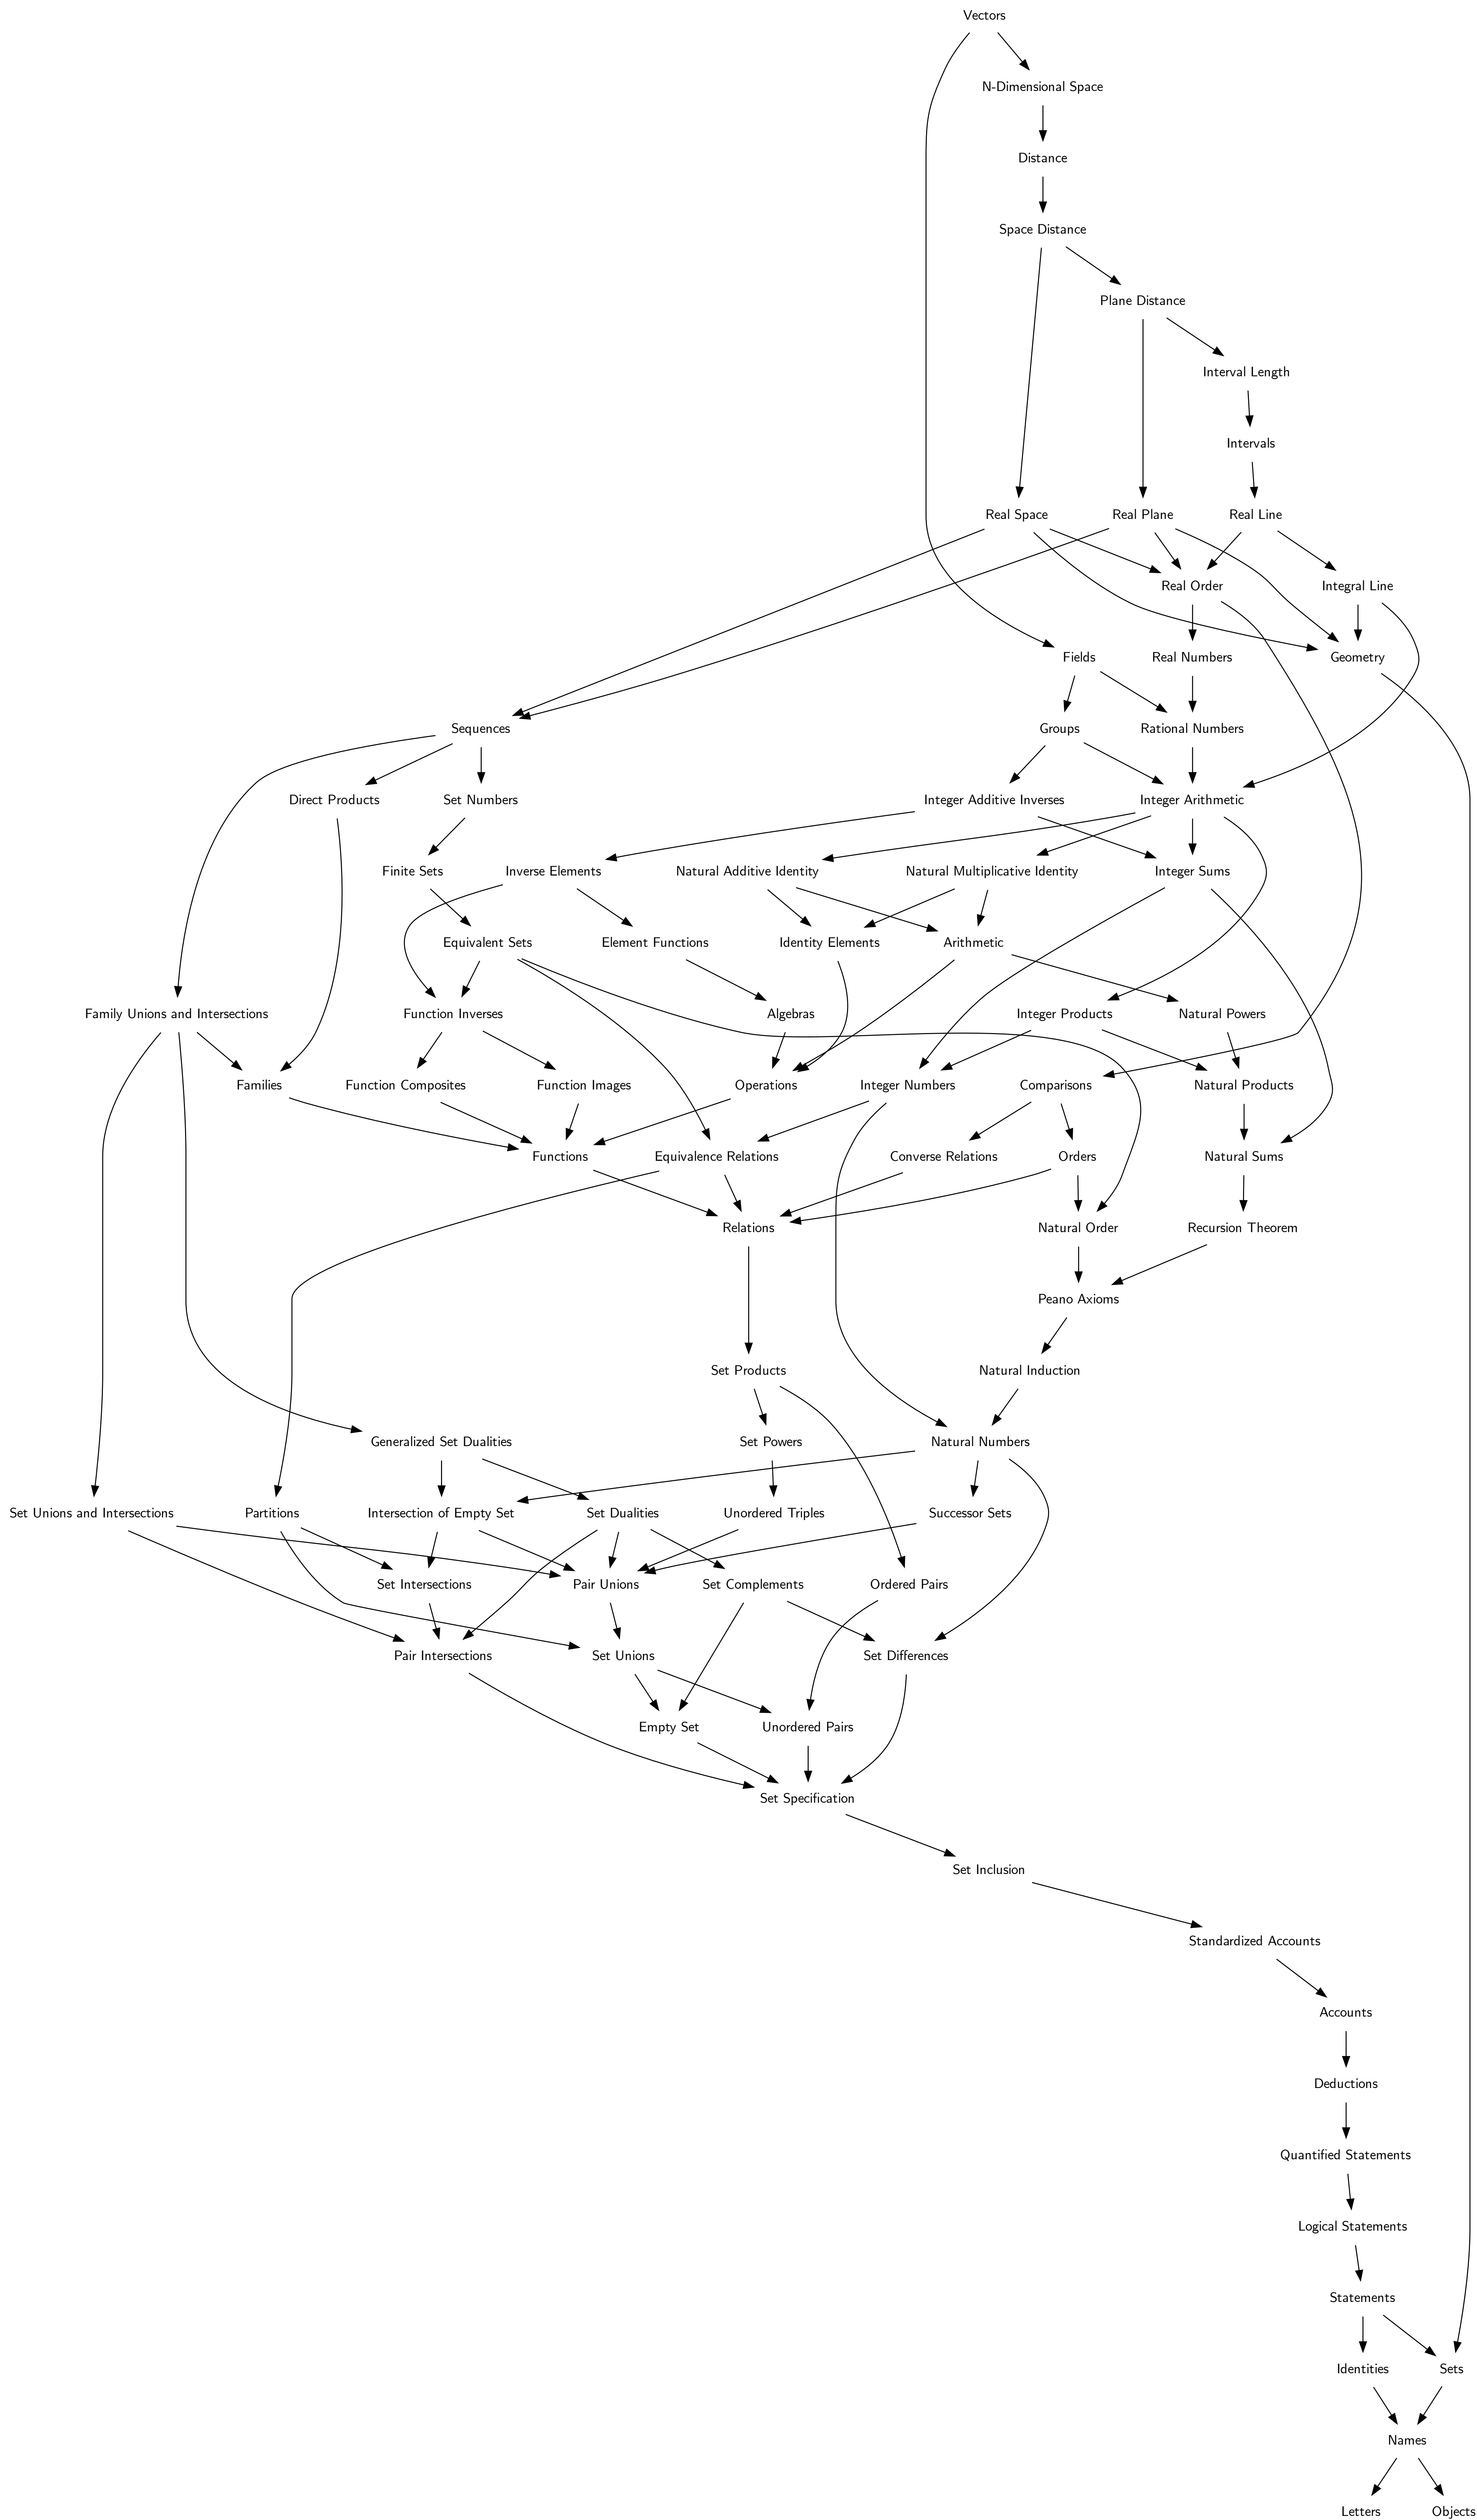 Vectors
N-Dimensional Space
Distance
Space Distance
Plane Distance
Interval Length
Intervals
Real Space
Real Plane
Real Line
Real Order
Integral Line
Fields
Real Numbers
Geometry
Sequences
Groups
Rational Numbers
Direct Products
Set Numbers
Integer Additive Inverses
Integer Arithmetic
Finite Sets
Inverse Elements
Natural Additive Identity
Natural Multiplicative Identity
Integer Sums
Equivalent Sets
Element Functions
Identity Elements
Arithmetic
Family Unions and Intersections
Function Inverses
Algebras
Integer Products
Natural Powers
Families
Function Composites
Function Images
Operations
Integer Numbers
Comparisons
Natural Products
Functions
Equivalence Relations
Converse Relations
Orders
Natural Sums
Relations
Natural Order
Recursion Theorem
Peano Axioms
Set Products
Natural Induction
Generalized Set Dualities
Set Powers
Natural Numbers
Set Unions and Intersections
Partitions
Intersection of Empty Set
Set Dualities
Unordered Triples
Successor Sets
Set Intersections
Pair Unions
Set Complements
Ordered Pairs
Pair Intersections
Set Unions
Set Differences
Empty Set
Unordered Pairs
Set Specification
Set Inclusion
Standardized Accounts
Accounts
Deductions
Quantified Statements
Logical Statements
Statements
Identities
Sets
Names
Letters
Objects